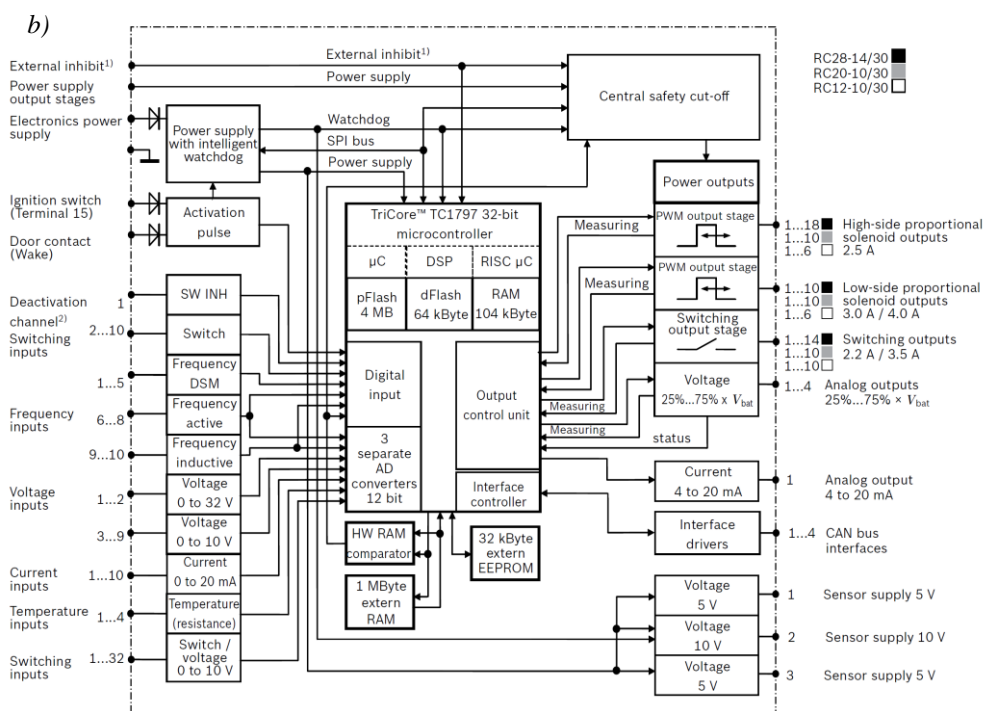 b)
External inhibit1)
External inhibit1)
RC28-14/30
RC20-10/30
RC12-10/30
Power supply
output stages
Power supply
Central safety cut-off
Electronics power
supply
Power supply
with intelligent
watchdog
Watchdog
SPI bus
Power supply
Ignition switch
(Terminal 15)
Door contact
(Wake)
Activation
pulse
TriCore™ TC1797 32-bit
microcontroller
µC
DSP
RISC µC
pFlash
4 MB
dFlash
64 kByte
RAM
104 kByte
Digital
input
3
separate
AD
converters
12 bit
Output
control unit
Interface
controller
HW RAM
comparator
32 kByte
extern
EEPROM
1 MByte
extern
RAM
Deactivation
channel2)
1
SW INH
Switching
inputs
2...10
Switch
Frequency
inputs
1...5
Frequency
DSM
6...8
Frequency
active
9...10
Frequency
inductive
Voltage
inputs
1...2
Voltage
0 to 32 V
3...9
Voltage
0 to 10 V
Current
inputs
1...10
Current
0 to 20 mA
Temperature
inputs
1...4
Temperature
(resistance)
Switching
inputs
1...32
Switch /
voltage
0 to 10 V
Power outputs
Measuring
PWM output stage
1...18
1...10
1...6
High-side proportional
solenoid outputs
2.5 A
Measuring
PWM output stage
1...10
1...10
1...6
Low-side proportional
solenoid outputs
3.0 A / 4.0 A
Measuring
Switching
output stage
1...14
1...10
1...10
Switching outputs
2.2 A / 3.5 A
Measuring
Voltage
25%...75% x Vbat
1...4
Analog outputs
25%...75% × Vbat
status
Current
4 to 20 mA
1
Analog output
4 to 20 mA
Interface
drivers
1...4
CAN bus
interfaces
Voltage
5 V
1
Sensor supply 5 V
Voltage
10 V
2
Sensor supply 10 V
Voltage
5 V
3
Sensor supply 5 V